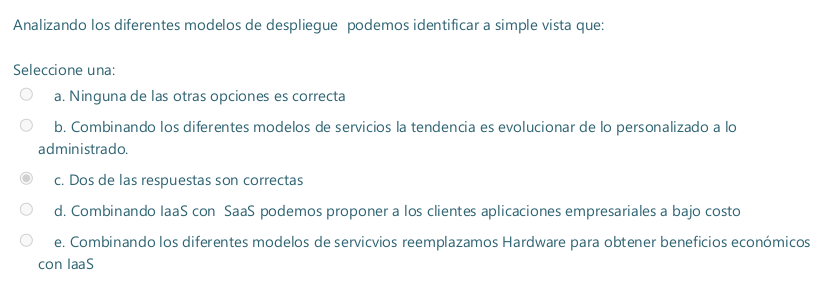 Analizando los diferentes modelos de despliegue  podemos identificar a simple vista que:
Seleccione una:
a. Ninguna de las otras opciones es correcta
b. Combinando los diferentes modelos de servicios la tendencia es evolucionar de lo personalizado a lo
administrado.
c. Dos de las respuestas son correctas
d. Combinando IaaS con  SaaS podemos proponer a los clientes aplicaciones empresariales a bajo costo
e. Combinando los diferentes modelos de servicvios reemplazamos Hardware para obtener beneficios económicos
con IaaS